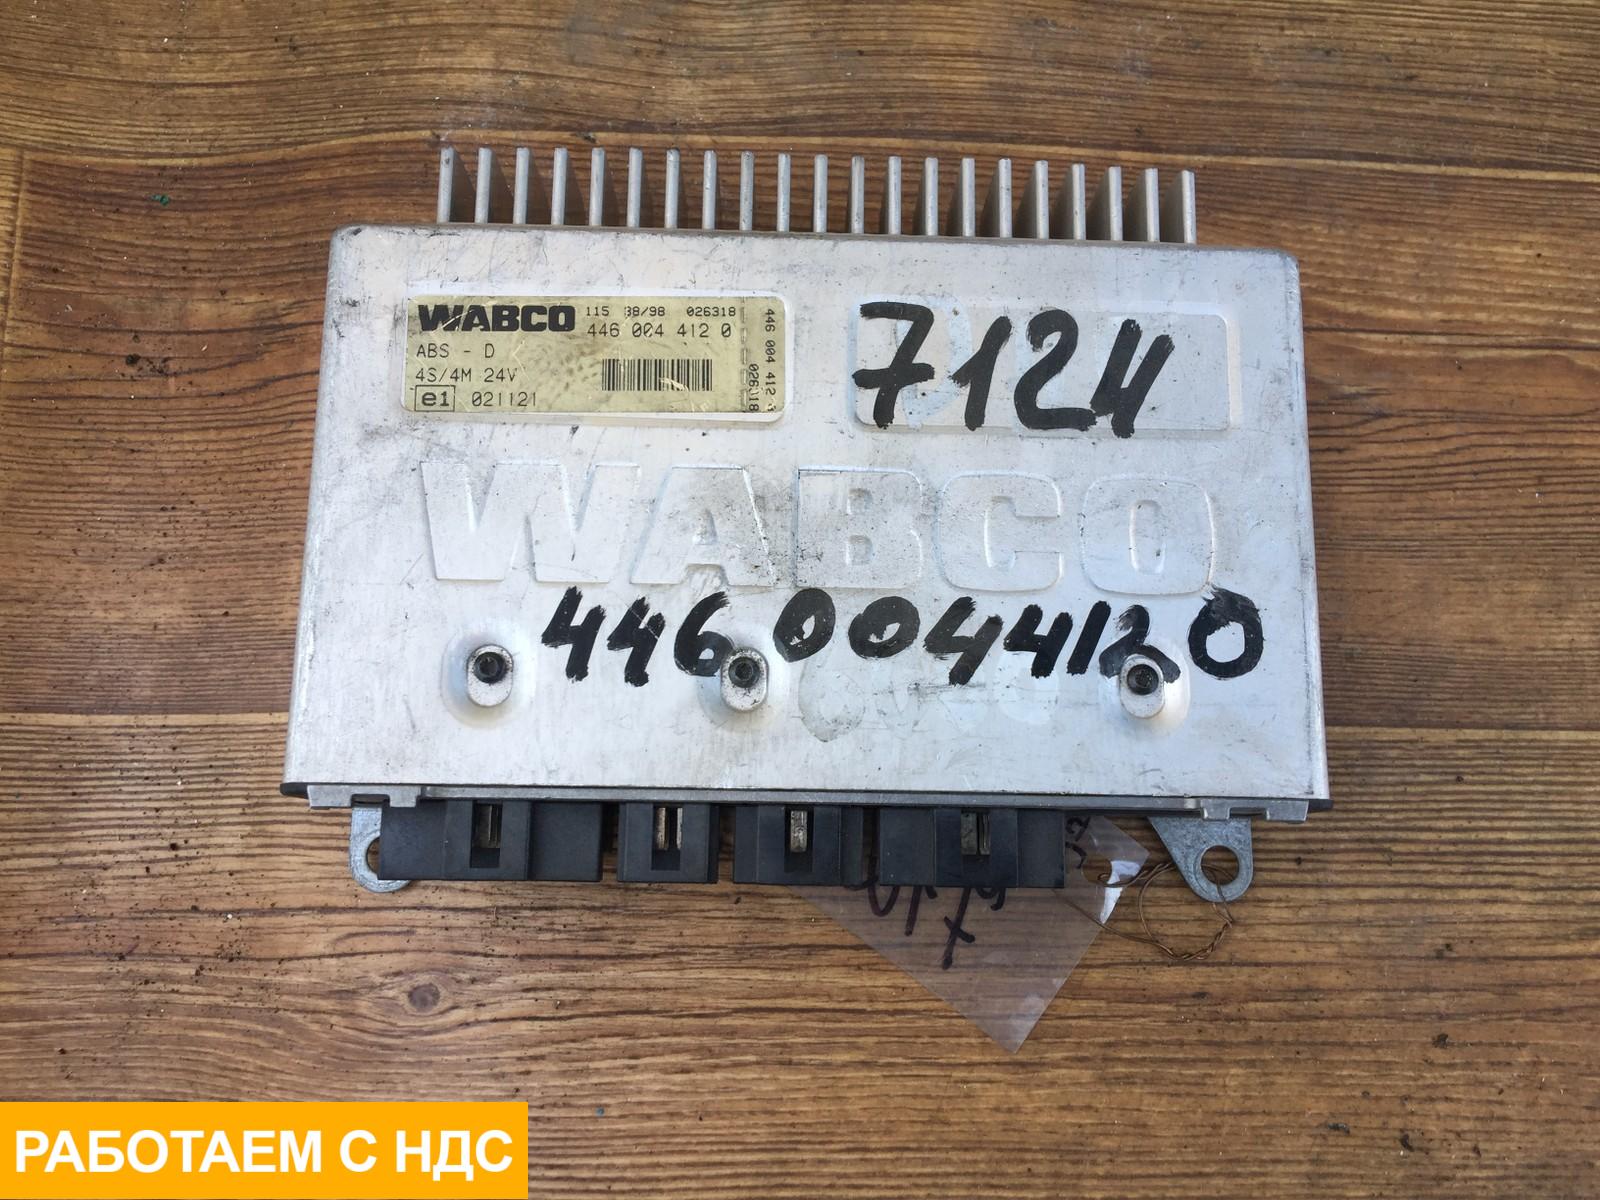 WABCO 115 38/98 026318
446 004 412 0
ABS - D
4S/4M 24V
e1 021121
446 004 412
026318
7124
WABCO
4460044120
РАБОТАЕМ С НДС